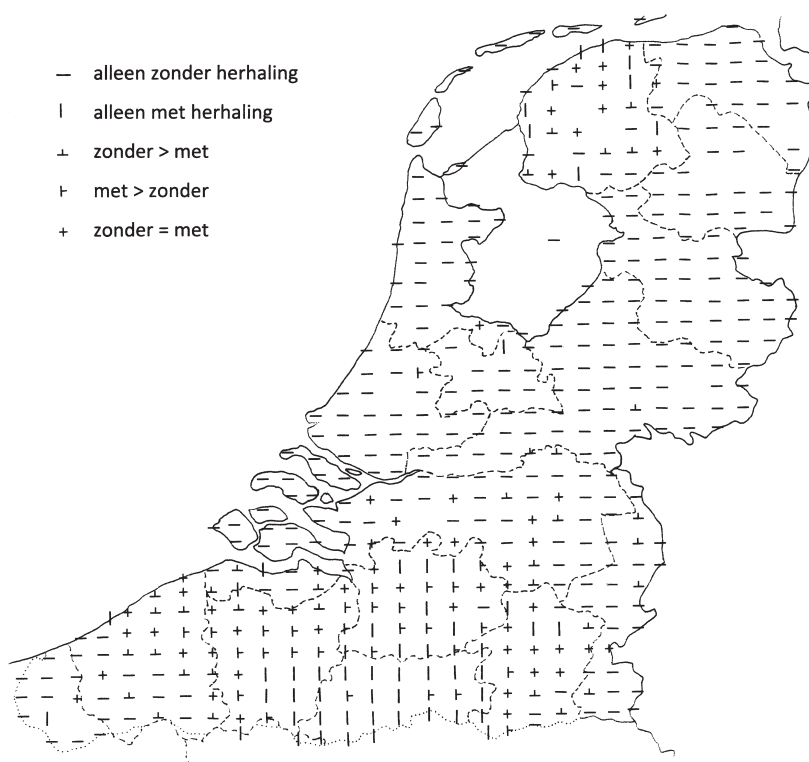 – alleen zonder herhaling
| alleen met herhaling
⊥ zonder > met
⊢ met > zonder
+ zonder = met